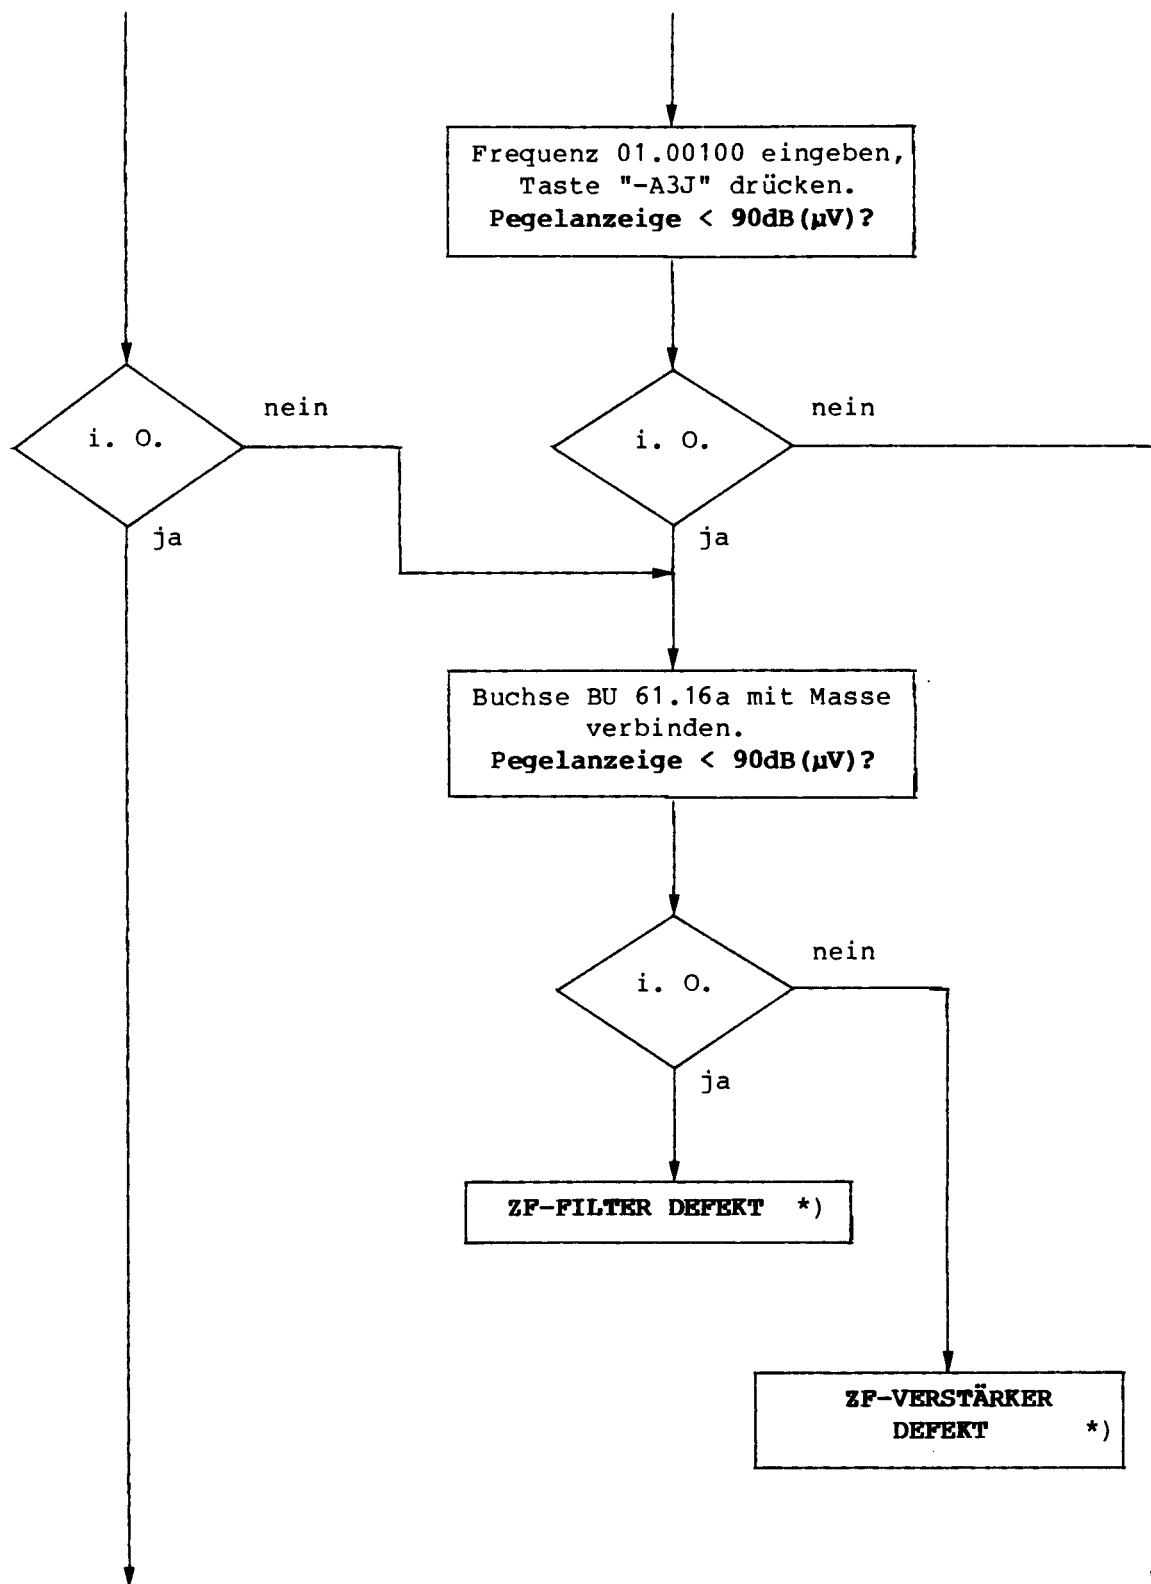 Frequenz 01.00100 eingeben,
Taste "-A3J" drücken.
Pegelanzeige < 90dB(µV)?
nein
nein
i. O.
i. O.
ja
ja
Buchse BU 61.16a mit Masse
verbinden.
Pegelanzeige < 90dB(µV)?
nein
i. O.
ja
ZF-FILTER DEFEKT *)
ZF-VERSTÄRKER
DEFEKT *)